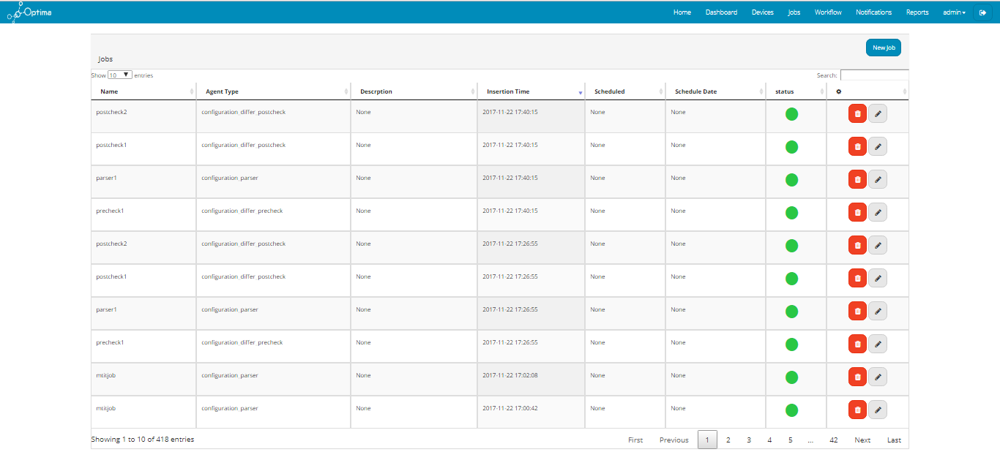 Optima Home Dashboard Devices Jobs Workflow Notifications Reports admin
New Job
Jobs
Show 10 entries Search:
Name Agent Type Descrption Insertion Time Scheduled Schedule Date status
postcheck2 configuration_differ_postcheck None 2017-11-22 17:40:15 None None
postcheck1 configuration_differ_postcheck None 2017-11-22 17:40:15 None None
parser1 configuration_parser None 2017-11-22 17:40:15 None None
precheck1 configuration_differ_precheck None 2017-11-22 17:40:15 None None
postcheck2 configuration_differ_postcheck None 2017-11-22 17:26:55 None None
postcheck1 configuration_differ_postcheck None 2017-11-22 17:26:55 None None
parser1 configuration_parser None 2017-11-22 17:26:55 None None
precheck1 configuration_differ_precheck None 2017-11-22 17:26:55 None None
mtitjob configuration_parser None 2017-11-22 17:02:08 None None
mtitjob configuration_parser None 2017-11-22 17:00:42 None None
Showing 1 to 10 of 418 entries First Previous 1 2 3 4 5 ... 42 Next Last